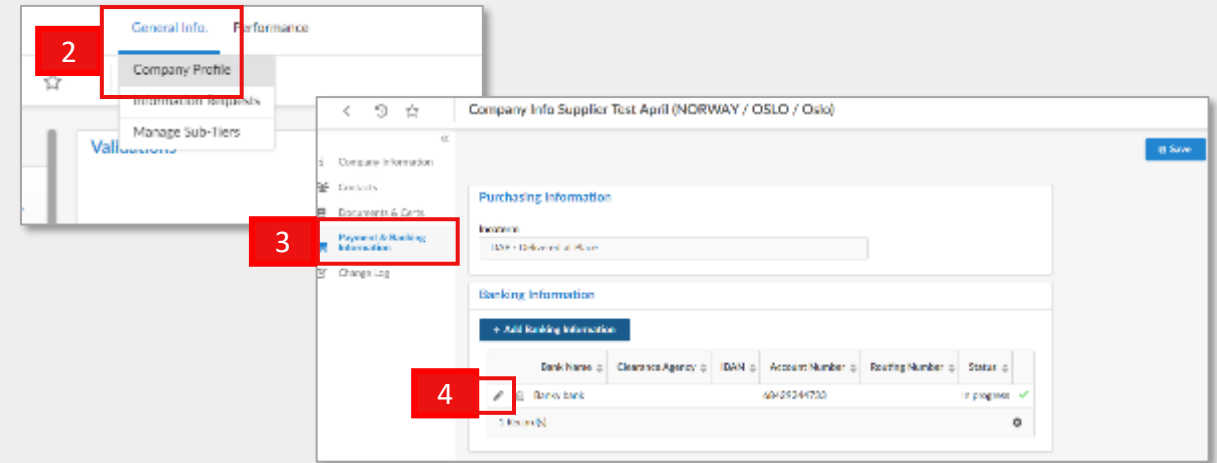 General Info. Performance
2
Company Profile
Information Requests
Manage Sub-Tiers
Validations
Company Info Supplier Test April (NORWAY / OSLO / Oslo)
Save
Company Information
Contacts
Documents & Certs.
3
Payment & Banking
Information
Change Log
Purchasing Information
Incoterm
DAP - Delivered at Place
Banking Information
+ Add Banking Information
Bank Name Clearance Agency IBAN Account Number Routing Number Status
4
Banky bank In progress
1 Record(s)